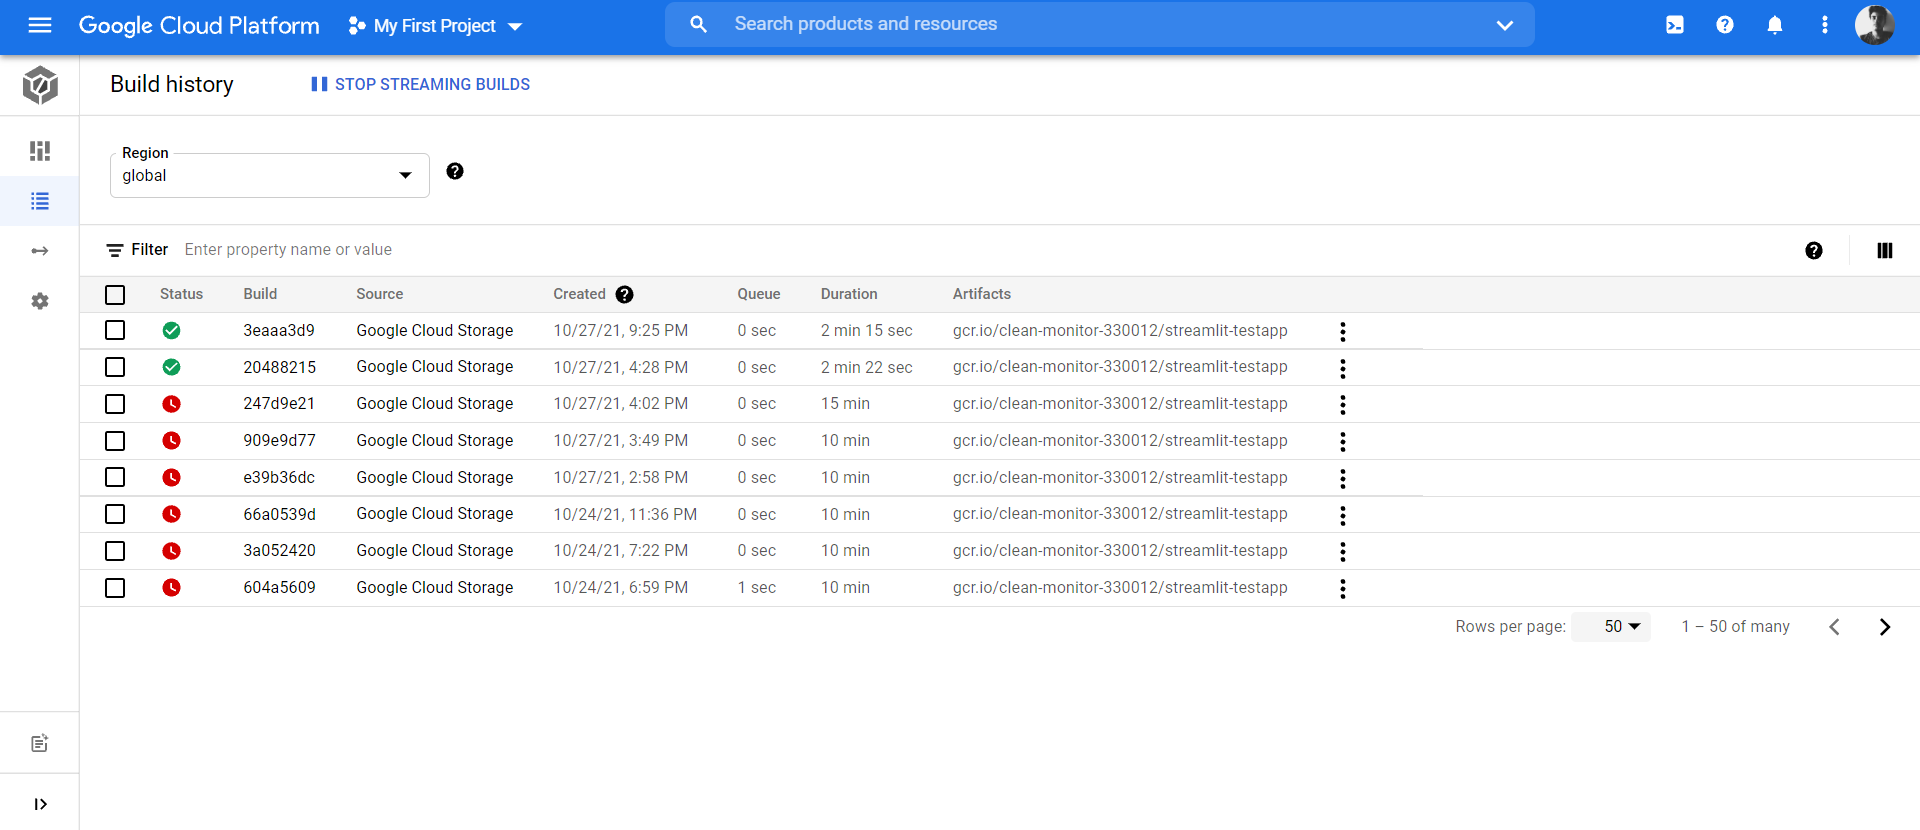 Google Cloud Platform My First Project Search products and resources
Build history STOP STREAMING BUILDS
Region
global
Filter Enter property name or value
Status Build Source Created Queue Duration Artifacts
3eaaa3d9 Google Cloud Storage 10/27/21, 9:25 PM 0 sec 2 min 15 sec gcr.io/clean-monitor-330012/streamlit-testapp
20488215 Google Cloud Storage 10/27/21, 4:28 PM 0 sec 2 min 22 sec gcr.io/clean-monitor-330012/streamlit-testapp
247d9e21 Google Cloud Storage 10/27/21, 4:02 PM 0 sec 15 min gcr.io/clean-monitor-330012/streamlit-testapp
909e9d77 Google Cloud Storage 10/27/21, 3:49 PM 0 sec 10 min gcr.io/clean-monitor-330012/streamlit-testapp
e39b36dc Google Cloud Storage 10/27/21, 2:58 PM 0 sec 10 min gcr.io/clean-monitor-330012/streamlit-testapp
66a0539d Google Cloud Storage 10/24/21, 11:36 PM 0 sec 10 min gcr.io/clean-monitor-330012/streamlit-testapp
3a052420 Google Cloud Storage 10/24/21, 7:22 PM 0 sec 10 min gcr.io/clean-monitor-330012/streamlit-testapp
604a5609 Google Cloud Storage 10/24/21, 6:59 PM 1 sec 10 min gcr.io/clean-monitor-330012/streamlit-testapp
Rows per page: 50 1 – 50 of many